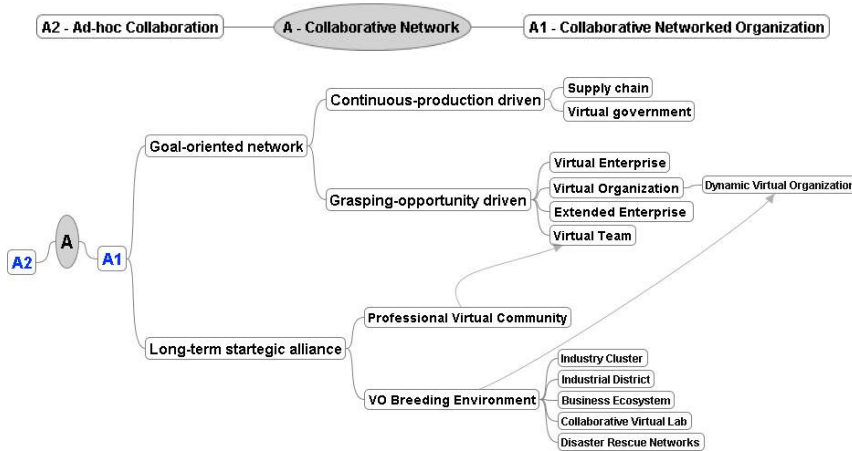 A2 - Ad-hoc Collaboration
A - Collaborative Network
A1 - Collaborative Networked Organization
Continuous-production driven
Supply chain
Virtual government
Goal-oriented network
Grasping-opportunity driven
Virtual Enterprise
Virtual Organization
Dynamic Virtual Organization
Extended Enterprise
Virtual Team
A2
A
A1
Long-term startegic alliance
Professional Virtual Community
VO Breeding Environment
Industry Cluster
Industrial District
Business Ecosystem
Collaborative Virtual Lab
Disaster Rescue Networks